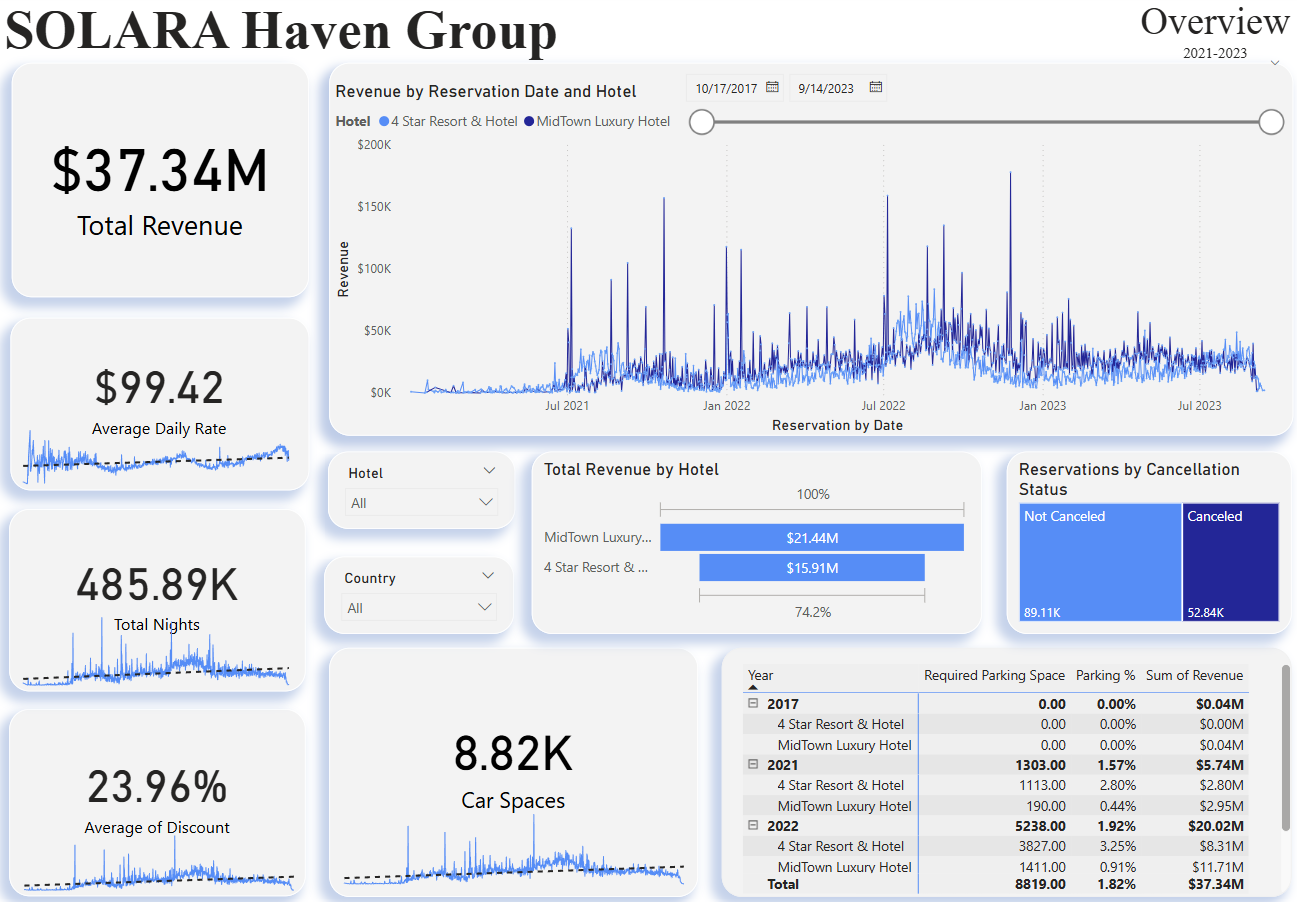 SOLARA Haven Group
Overview
2021-2023
$37.34M
Total Revenue
Revenue by Reservation Date and Hotel
10/17/2017
9/14/2023
Hotel 4 Star Resort & Hotel MidTown Luxury Hotel
$200K
$150K
$100K
$50K
$0K
Revenue
Jul 2021 Jan 2022 Jul 2022 Jan 2023 Jul 2023
Reservation by Date
$99.42
Average Daily Rate
Hotel
All
Country
All
Total Revenue by Hotel
100%
MidTown Luxury... $21.44M
4 Star Resort & ... $15.91M
74.2%
Reservations by Cancellation
Status
Not Canceled Canceled
89.11K 52.84K
485.89K
Total Nights
23.96%
Average of Discount
8.82K
Car Spaces
Year Required Parking Space Parking % Sum of Revenue
2017 0.00 0.00% $0.04M
4 Star Resort & Hotel 0.00 0.00% $0.00M
MidTown Luxury Hotel 0.00 0.00% $0.04M
2021 1303.00 1.57% $5.74M
4 Star Resort & Hotel 1113.00 2.80% $2.80M
MidTown Luxury Hotel 190.00 0.44% $2.95M
2022 5238.00 1.92% $20.02M
4 Star Resort & Hotel 3827.00 3.25% $8.31M
MidTown Luxury Hotel 1411.00 0.91% $11.71M
Total 8819.00 1.82% $37.34M